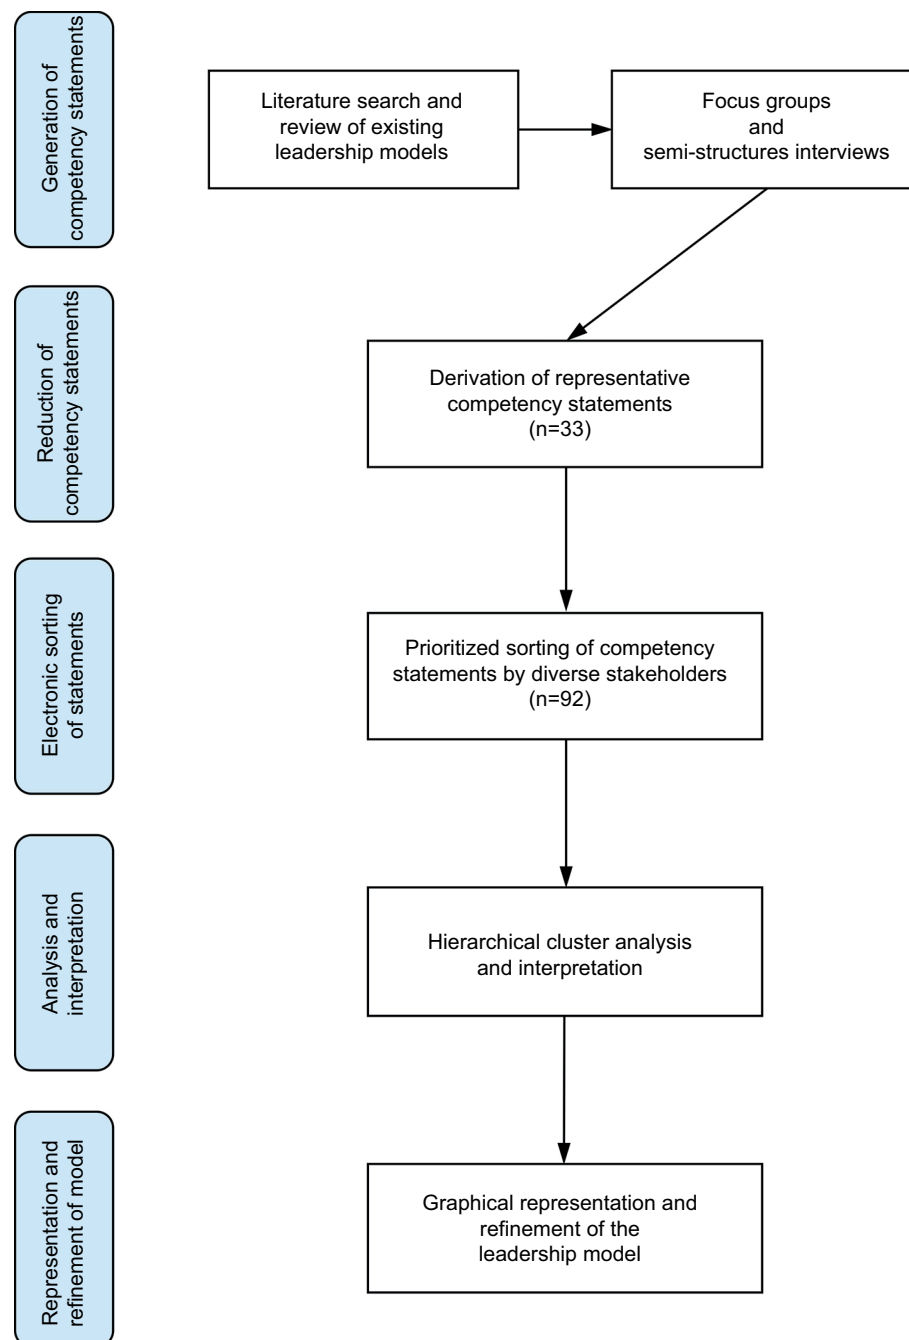 Generation of
competency statements
Literature search and
review of existing
leadership models
Focus groups
and
semi-structures interviews
Reduction of
competency statements
Derivation of representative
competency statements
(n=33)
Electronic sorting
of statements
Prioritized sorting of competency
statements by diverse stakeholders
(n=92)
Analysis and
interpretation
Hierarchical cluster analysis
and interpretation
Representation and
refinement of model
Graphical representation and
refinement of the
leadership model